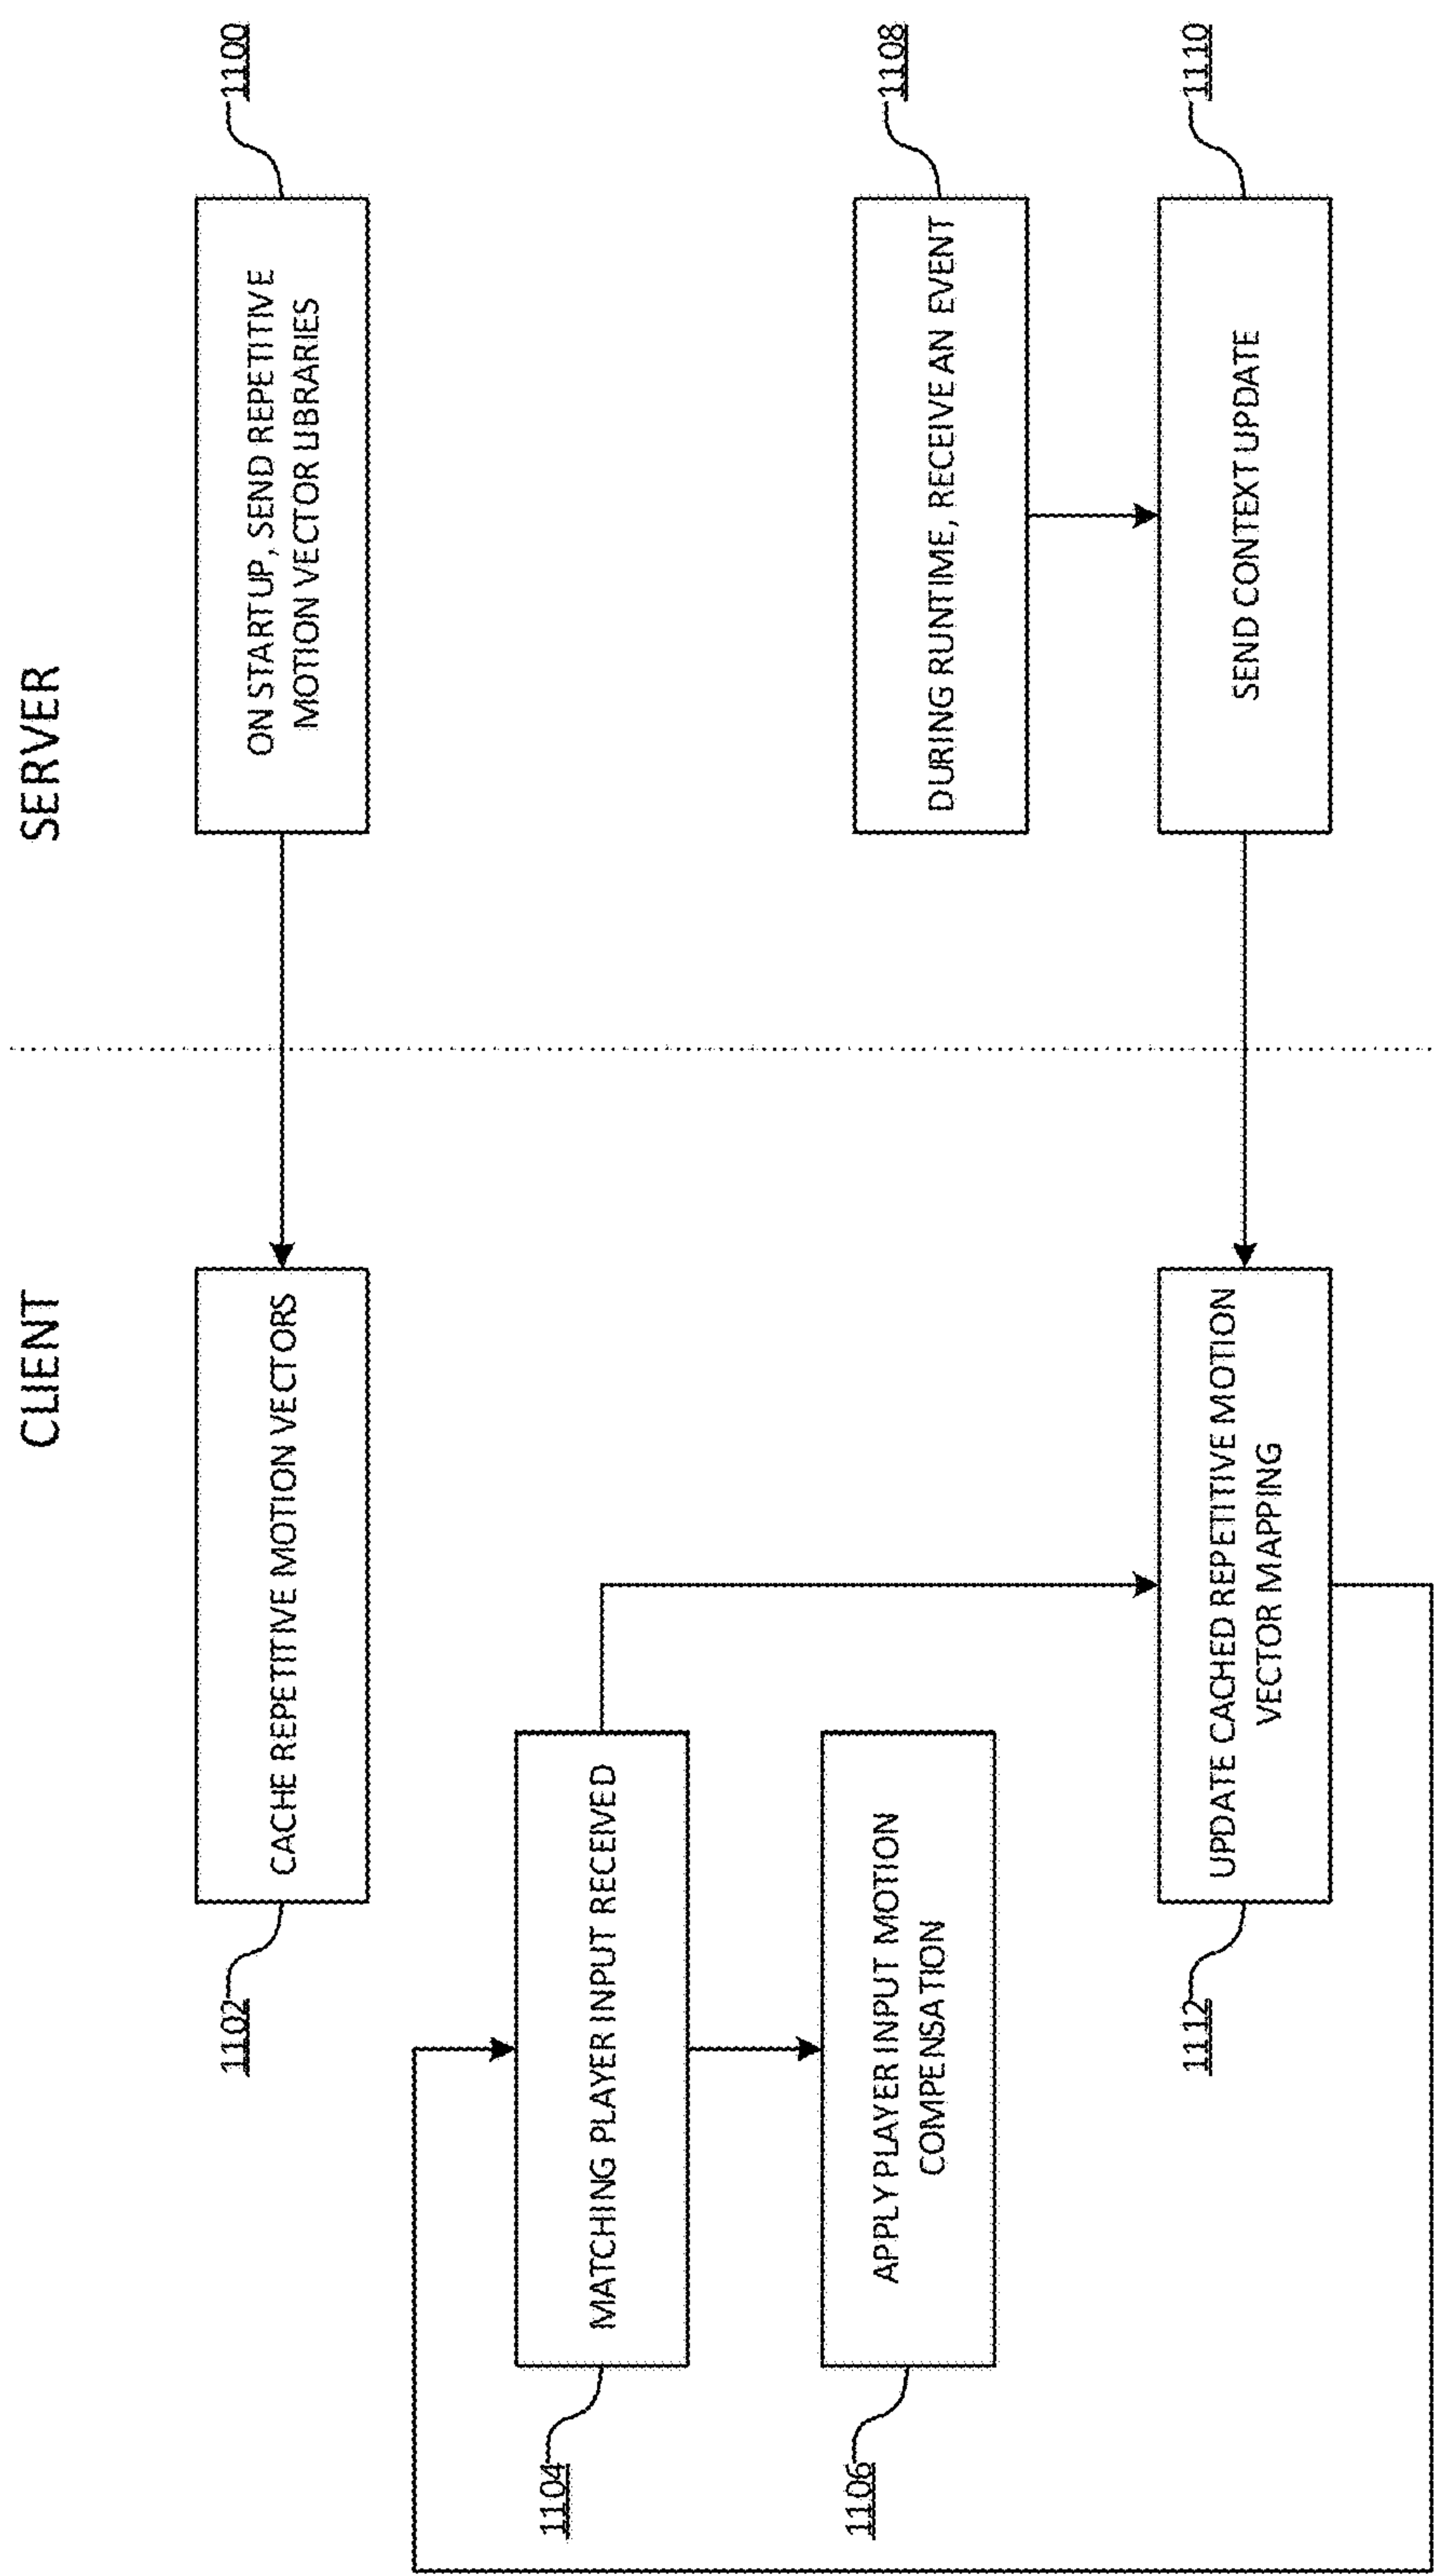 CLIENT
SERVER
1102
CACHE REPETITIVE MOTION VECTORS
ON STARTUP, SEND REPETITIVE
MOTION VECTOR LIBRARIES
1100
1104
MATCHING PLAYER INPUT RECEIVED
1106
APPLY PLAYER INPUT MOTION
COMPENSATION
DURING RUNTIME, RECEIVE AN EVENT
1108
1112
UPDATE CACHED REPETITIVE MOTION
VECTOR MAPPING
SEND CONTEXT UPDATE
1110